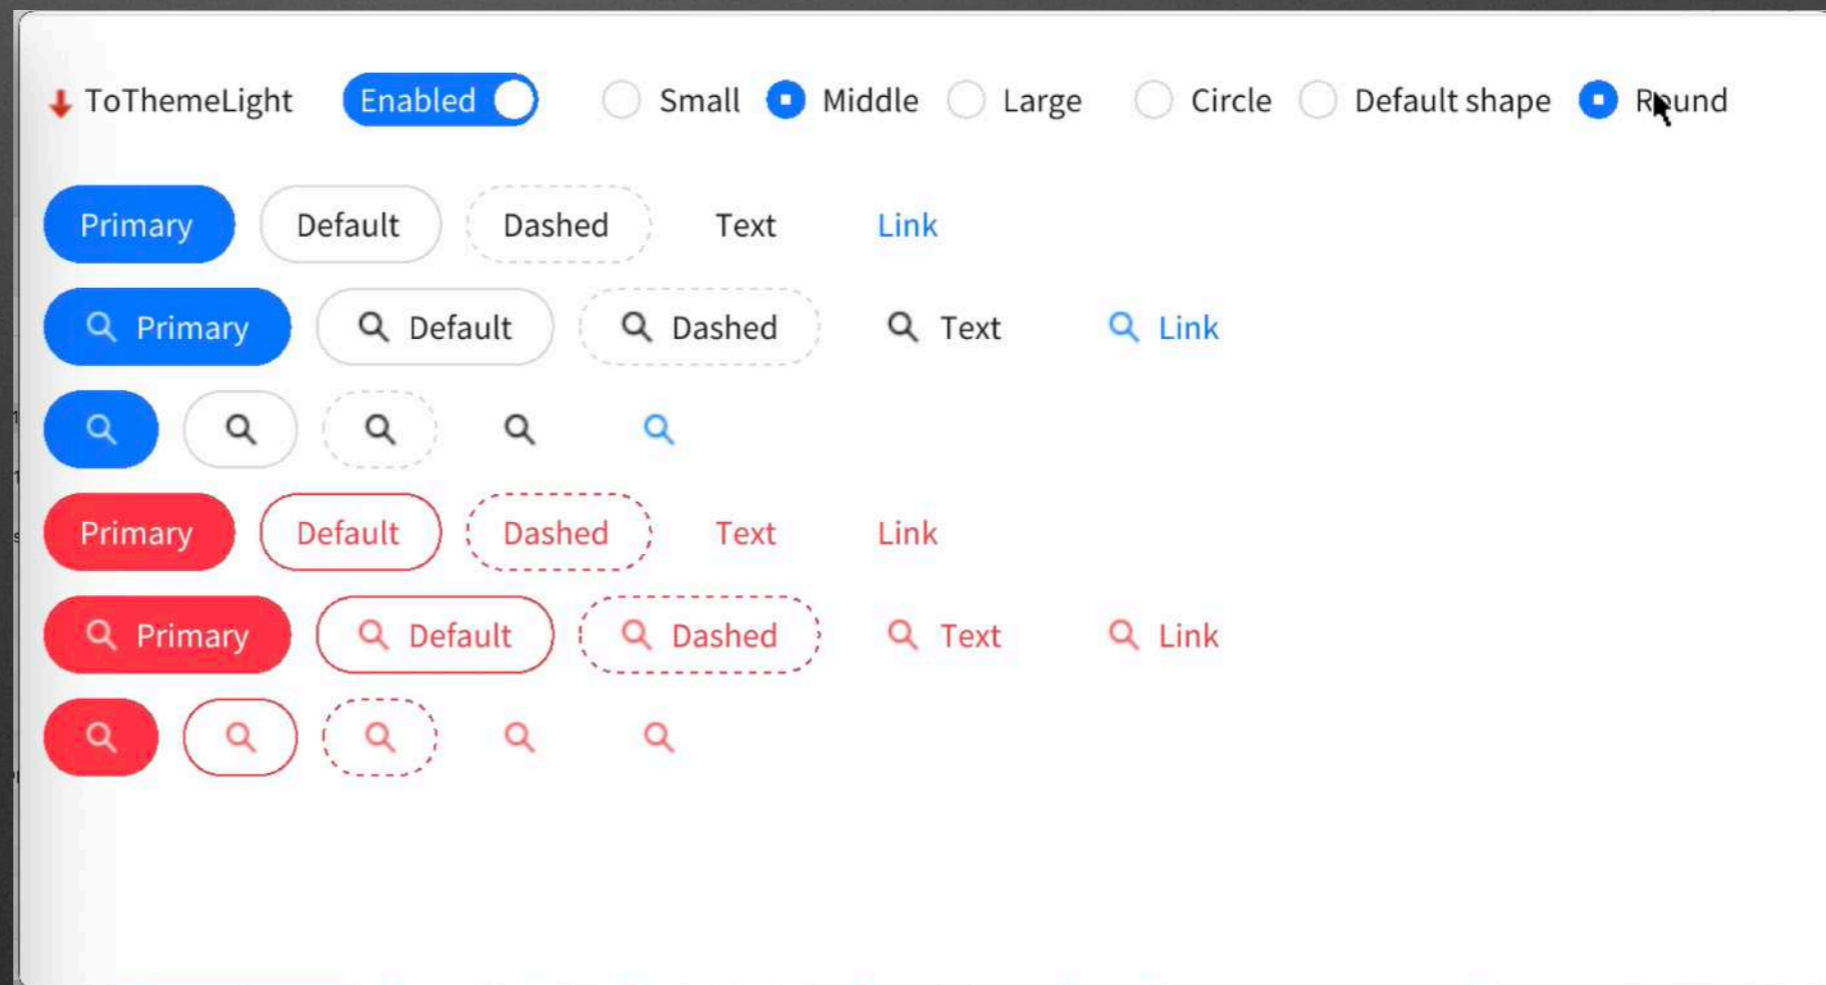 ToThemeLight Enabled Small Middle Large Circle Default shape Round
Primary Default Dashed Text Link
Primary Default Dashed Text Link
Primary Default Dashed Text Link
Primary Default Dashed Text Link